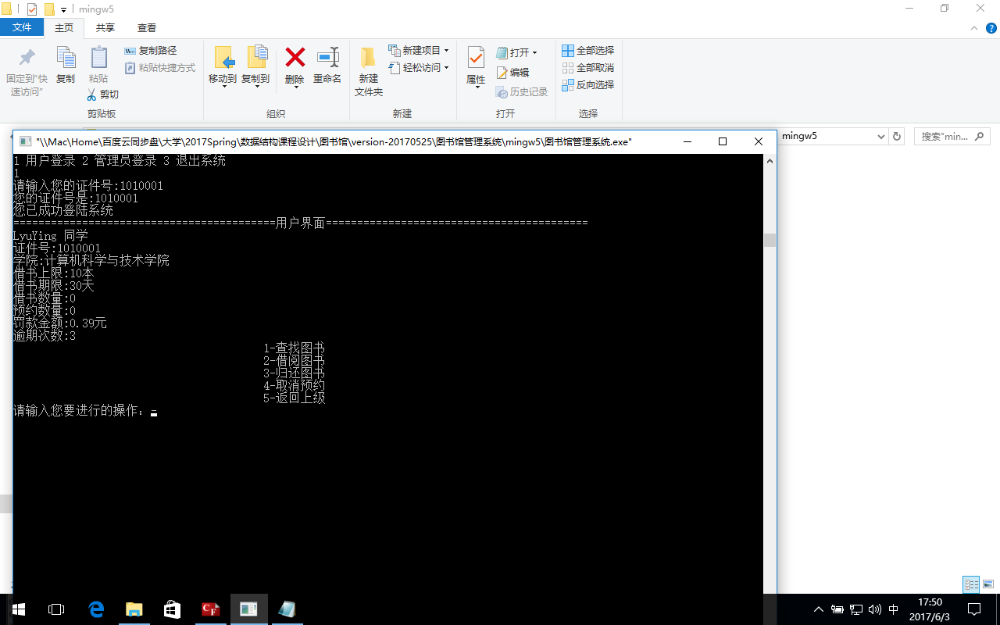 mingw5
文件 主页 共享 查看
固定到“快速访问”
复制
粘贴
复制路径
粘贴快捷方式
剪切
移动到
复制到
删除
重命名
新建文件夹
新建项目
轻松访问
属性
打开
编辑
历史记录
全部选择
全部取消
反向选择
剪贴板 组织 新建 打开 选择
"\\Mac\Home\百度云同步盘\大学\2017Spring\数据结构课程设计\图书馆\version-20170525\图书馆管理系统\mingw5\图书馆管理系统.exe"
mingw5
搜索"min...
1 用户登录 2 管理员登录 3 退出系统
1
请输入您的证件号:1010001
您的证件号是:1010001
您已成功登陆系统
==========================================用户界面==========================================
LyuYing 同学
证件号:1010001
学院:计算机科学与技术学院
借书上限:10本
借书期限:30天
借书数量:0
预约数量:0
罚款金额:0.39元
逾期次数:3
1-查找图书
2-借阅图书
3-归还图书
4-取消预约
5-返回上级
请输入您要进行的操作：-
CF
中
17:50
2017/6/3